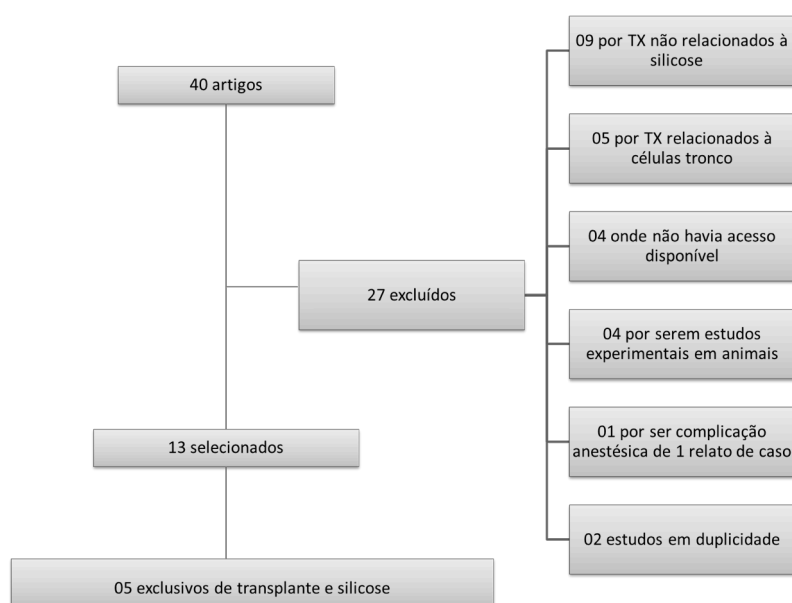 40 artigos
27 excluídos
13 selecionados
05 exclusivos de transplante e silicose
09 por TX não relacionados à
silicose
05 por TX relacionados à
células tronco
04 onde não havia acesso
disponível
04 por serem estudos
experimentais em animais
01 por ser complicação
anestésica de 1 relato de caso
02 estudos em duplicidade